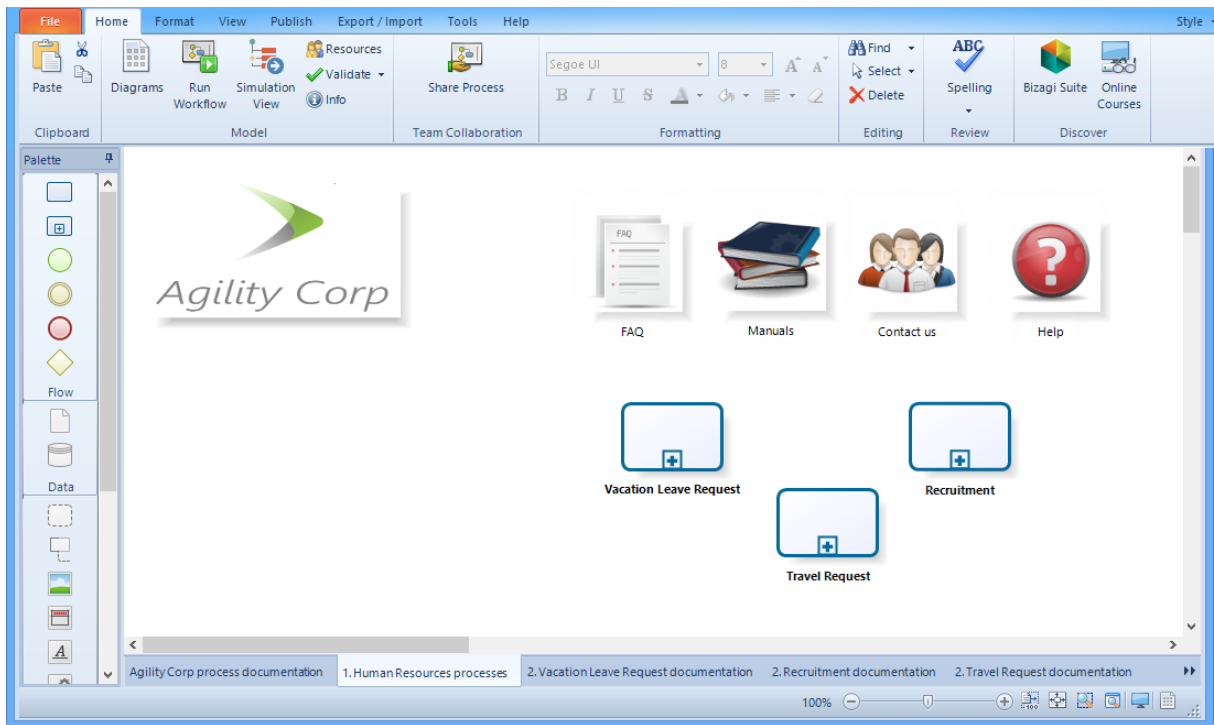 File Home Format View Publish Export / Import Tools Help Style
Paste
Clipboard
Diagrams
Run Workflow
Simulation View
Resources
Validate
Info
Model
Share Process
Team Collaboration
Segoe UI 8 A A
B I U S A
Formatting
Find
Select
Delete
Editing
ABC
Spelling
Review
Bizagi Suite
Online Courses
Discover
Palette
Flow
Data
A
Agility Corp
FAQ
FAQ
Manuals
Contact us
?
Help
Vacation Leave Request
Recruitment
Travel Request
Agility Corp process documentation
1. Human Resources processes
2. Vacation Leave Request documentation
2. Recruitment documentation
2. Travel Request documentation
100%
100